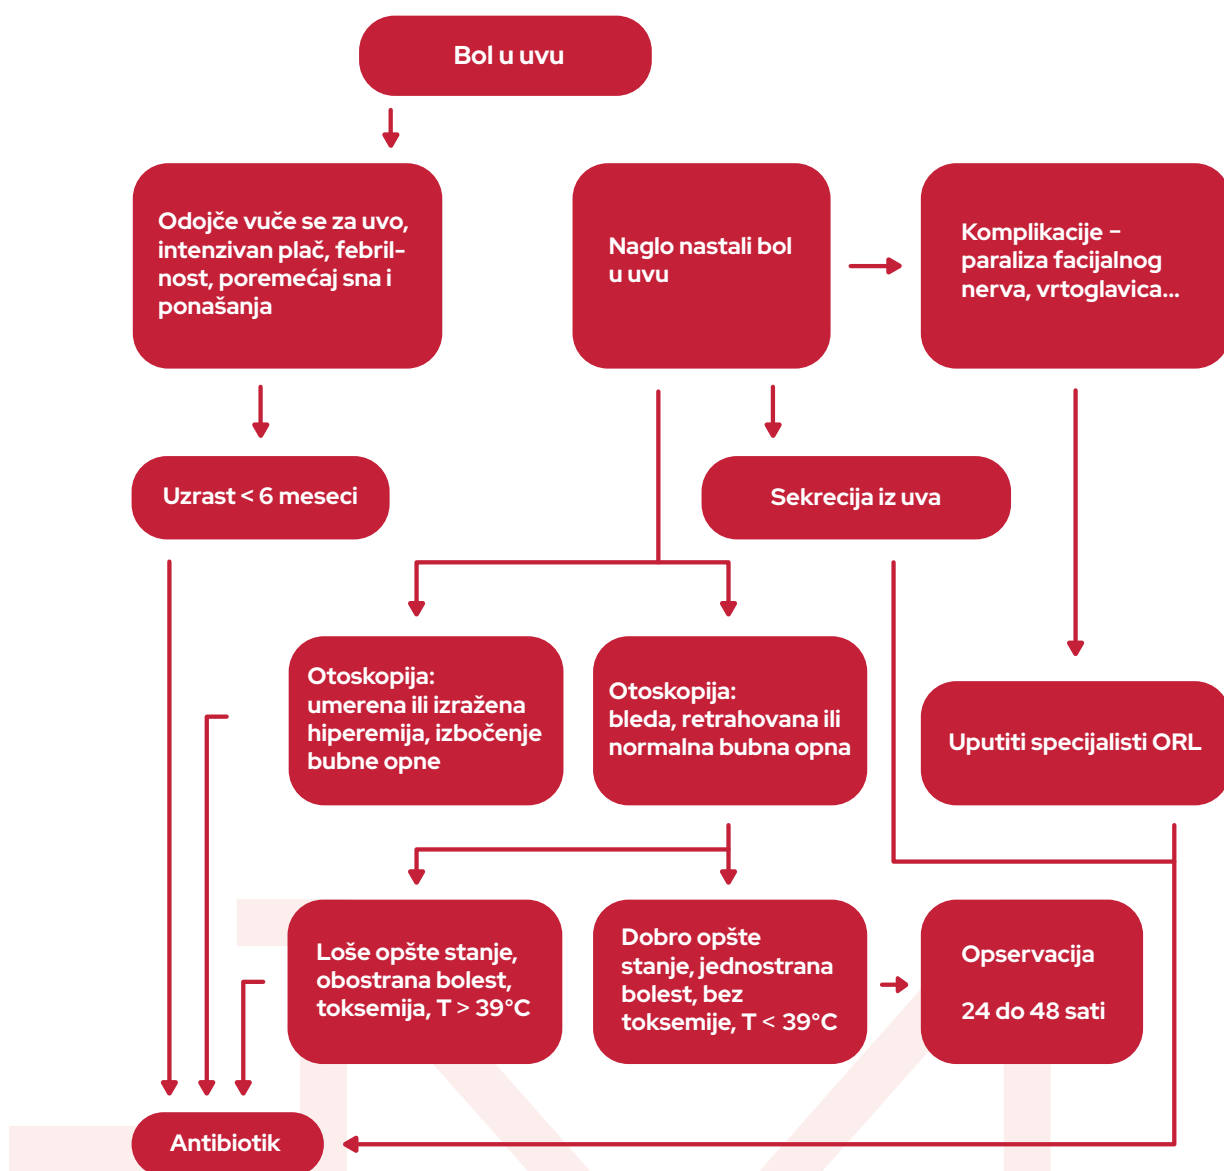 Bol u uvu
Odojče vuče se za uvo,
intenzivan plač, febril-
nost, poremećaj sna i
ponašanja
Naglo nastali bol
u uvu
Komplikacije –
paraliza facijalnog
nerva, vrtoglavica...
Uzrast < 6 meseci
Sekrecija iz uva
Otoskopija:
umerena ili izražena
hiperemija, izbočenje
bubne opne
Otoskopija:
bleda, retrahovana ili
normalna bubna opna
Uputiti specijalisti ORL
Loše opšte stanje,
obostrana bolest,
toksemija, T > 39°C
Dobro opšte
stanje, jednostrana
bolest, bez
toksemije, T < 39°C
Opservacija
24 do 48 sati
Antibiotik